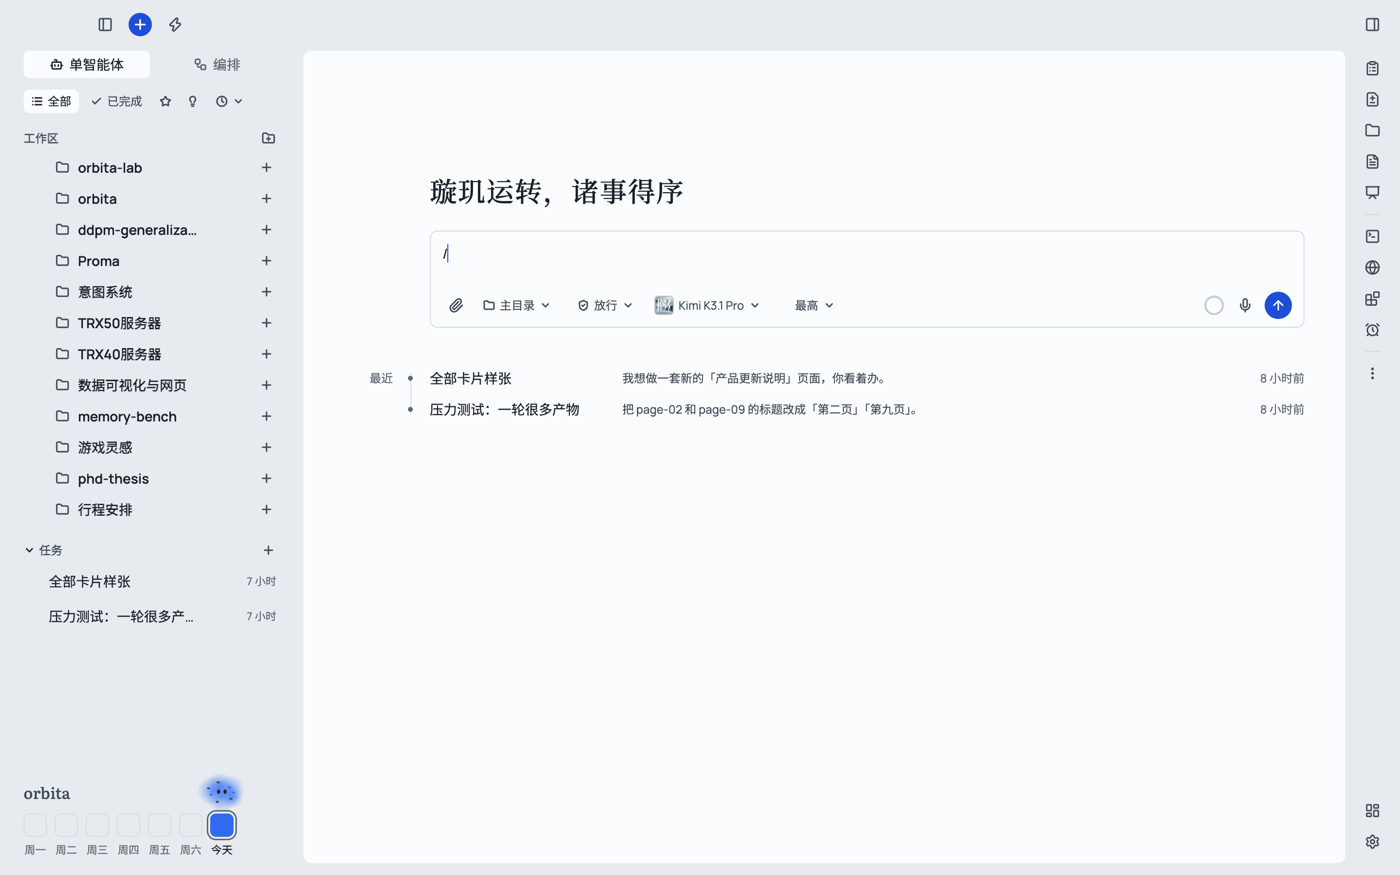 单智能体 编排
全部 已完成
工作区
orbita-lab
orbita
ddpm-generaliza...
Proma
意图系统
TRX50服务器
TRX40服务器
数据可视化与网页
memory-bench
游戏灵感
phd-thesis
行程安排
任务
全部卡片样张 7 小时
压力测试：一轮很多产... 7 小时
orbita
周一 周二 周三 周四 周五 周六 今天
璇玑运转，诸事得序
/
主目录 放行 Kimi K3.1 Pro 最高
最近 全部卡片样张 我想做一套新的「产品更新说明」页面，你看着办。 8 小时前
压力测试：一轮很多产物 把 page-02 和 page-09 的标题改成「第二页」「第九页」。 8 小时前